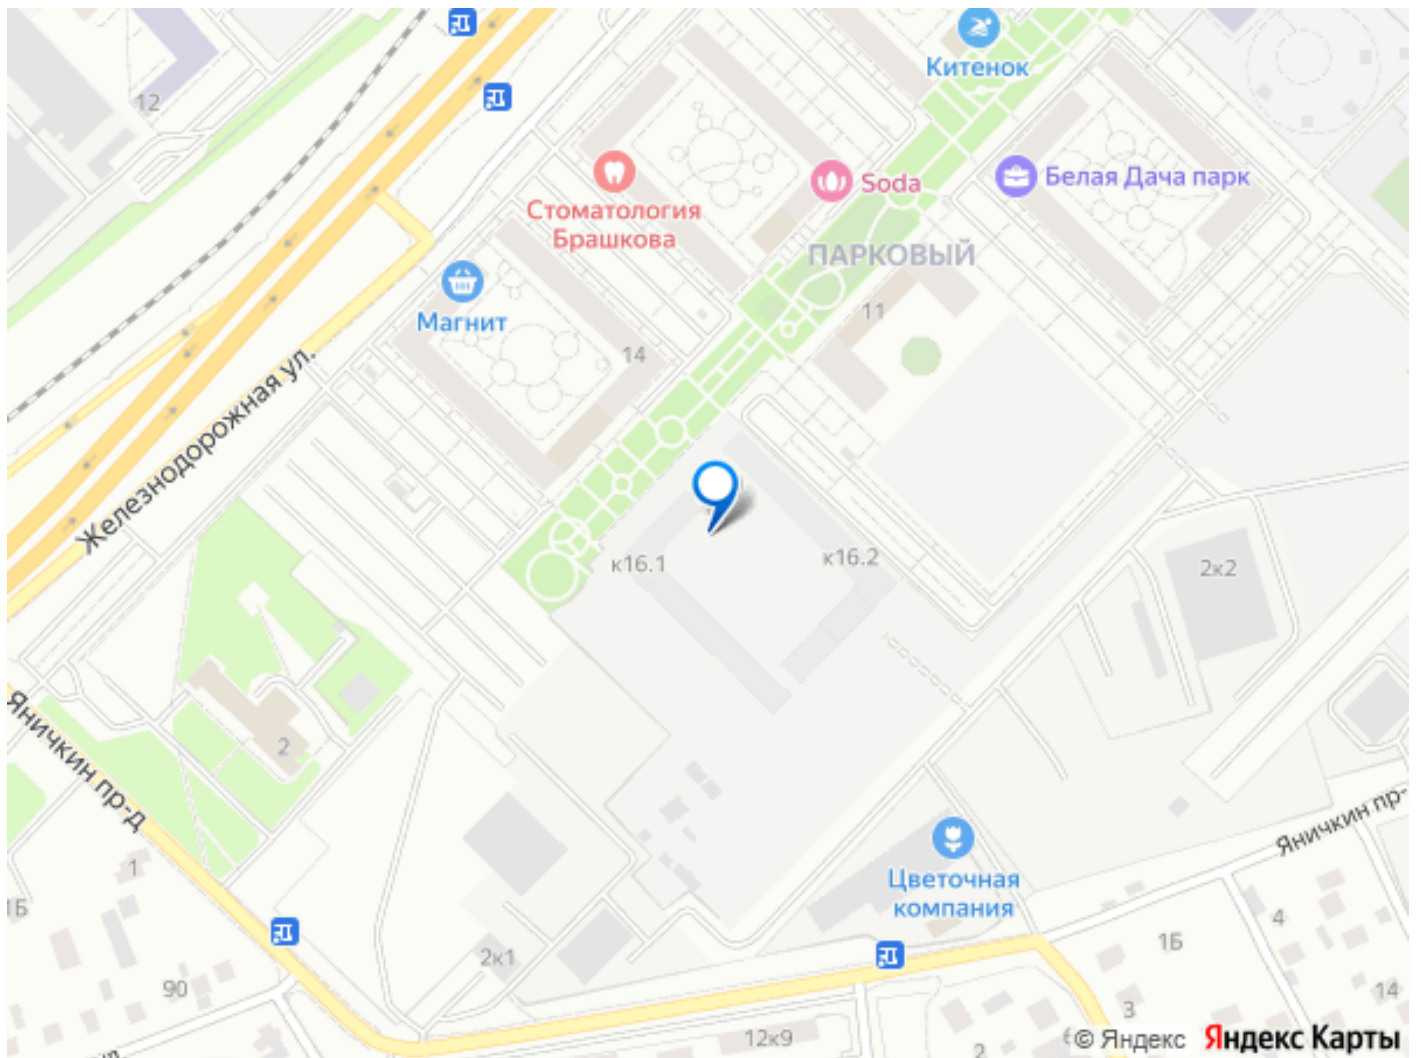 Китенок
12
Стоматология
Брашкова
Soda
Белая Дача парк
ПАРКОВЫЙ
Магнит
11
14
Железнодорожная ул.
к16.1
к16.2
2к2
Яничкин пр-д
2
Яничкин пр-
Цветочная
компания
1
1Б
4
1Б
2к1
90
14
3
12к9
2
6
© Яндекс Яндекс Карты